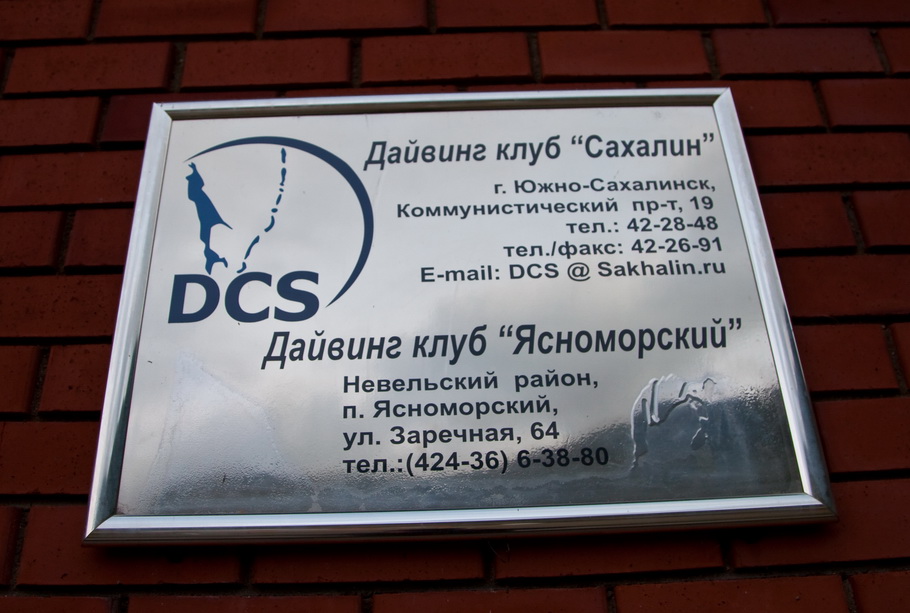 Дайвинг клуб “Сахалин”
г. Южно-Сахалинск,
Коммунистический пр-т, 19
тел.: 42-28-48
тел./факс: 42-26-91
E-mail: DCS @ Sakhalin.ru
DCS
Дайвинг клуб “Ясноморский”
Невельский район,
п. Ясноморский,
ул. Заречная, 64
тел.:(424-36) 6-38-80